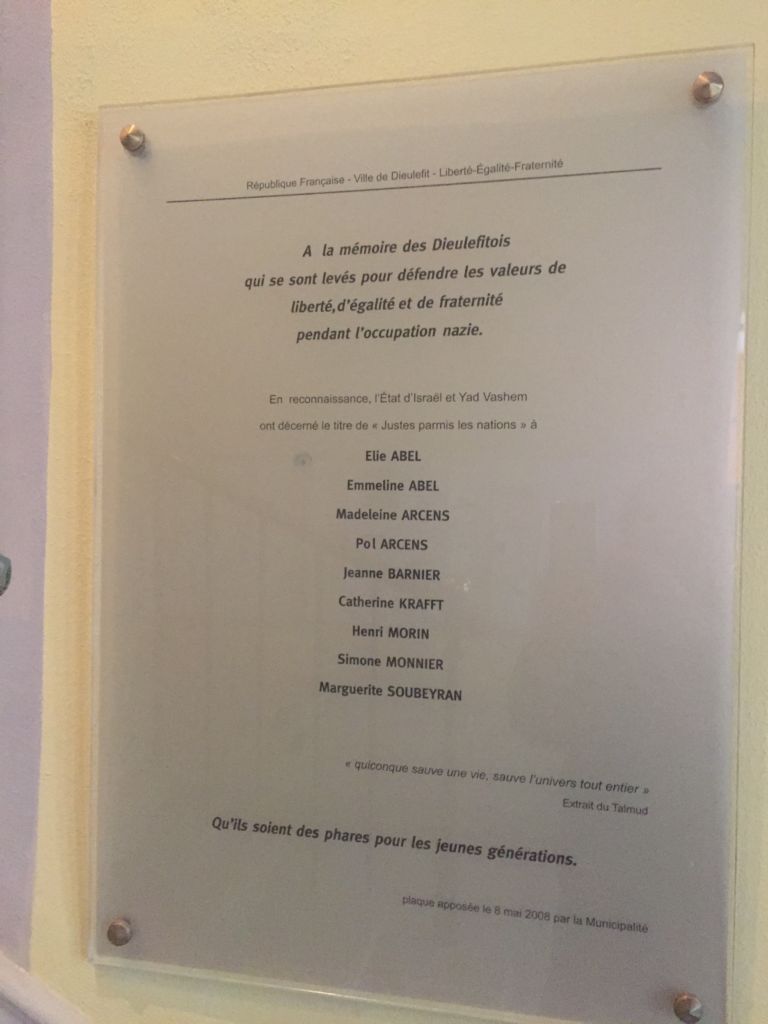 République Française - Ville de Dieulefit - Liberté-Égalité-Fraternité
A la mémoire des Dieulefitois
qui se sont levés pour défendre les valeurs de
liberté,d'égalité et de fraternité
pendant l'occupation nazie.
En reconnaissance, l'État d'Israël et Yad Vashem
ont décerné le titre de « Justes parmis les nations » à
Elie ABEL
Emmeline ABEL
Madeleine ARCENS
Pol ARCENS
Jeanne BARNIER
Catherine KRAFFT
Henri MORIN
Simone MONNIER
Marguerite SOUBEYRAN
« quiconque sauve une vie, sauve l'univers tout entier »
Extrait du Talmud
Qu'ils soient des phares pour les jeunes générations.
plaque apposée le 8 mai 2008 par la Municipalité